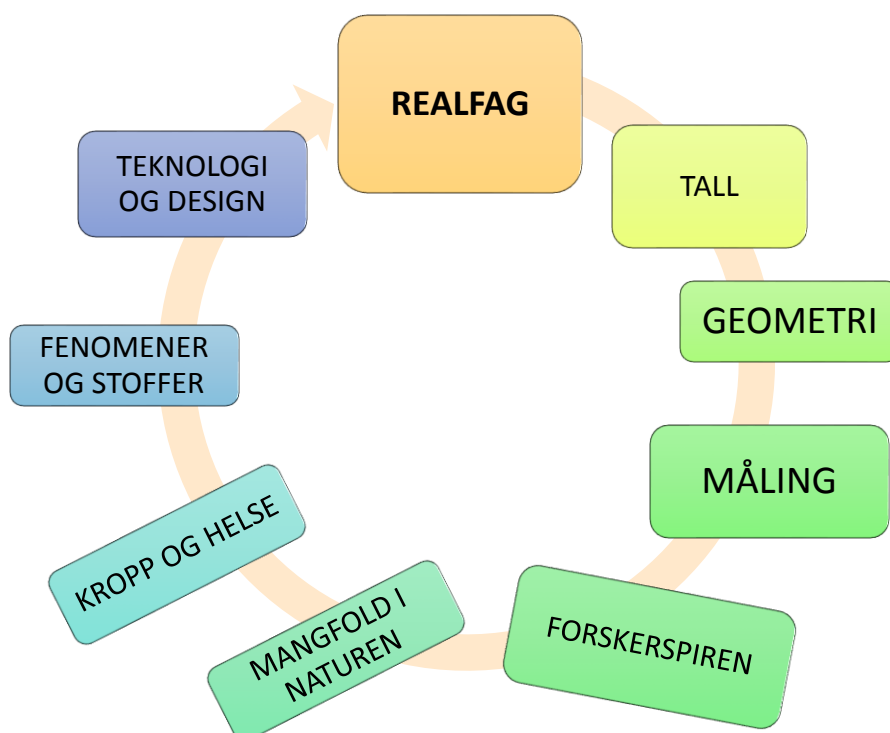 REALFAG
TALL
GEOMETRI
MÅLING
FORSKERSPIREN
MANGFOLD I
NATUREN
KROPP OG HELSE
FENOMENER
OG STOFFER
TEKNOLOGI
OG DESIGN